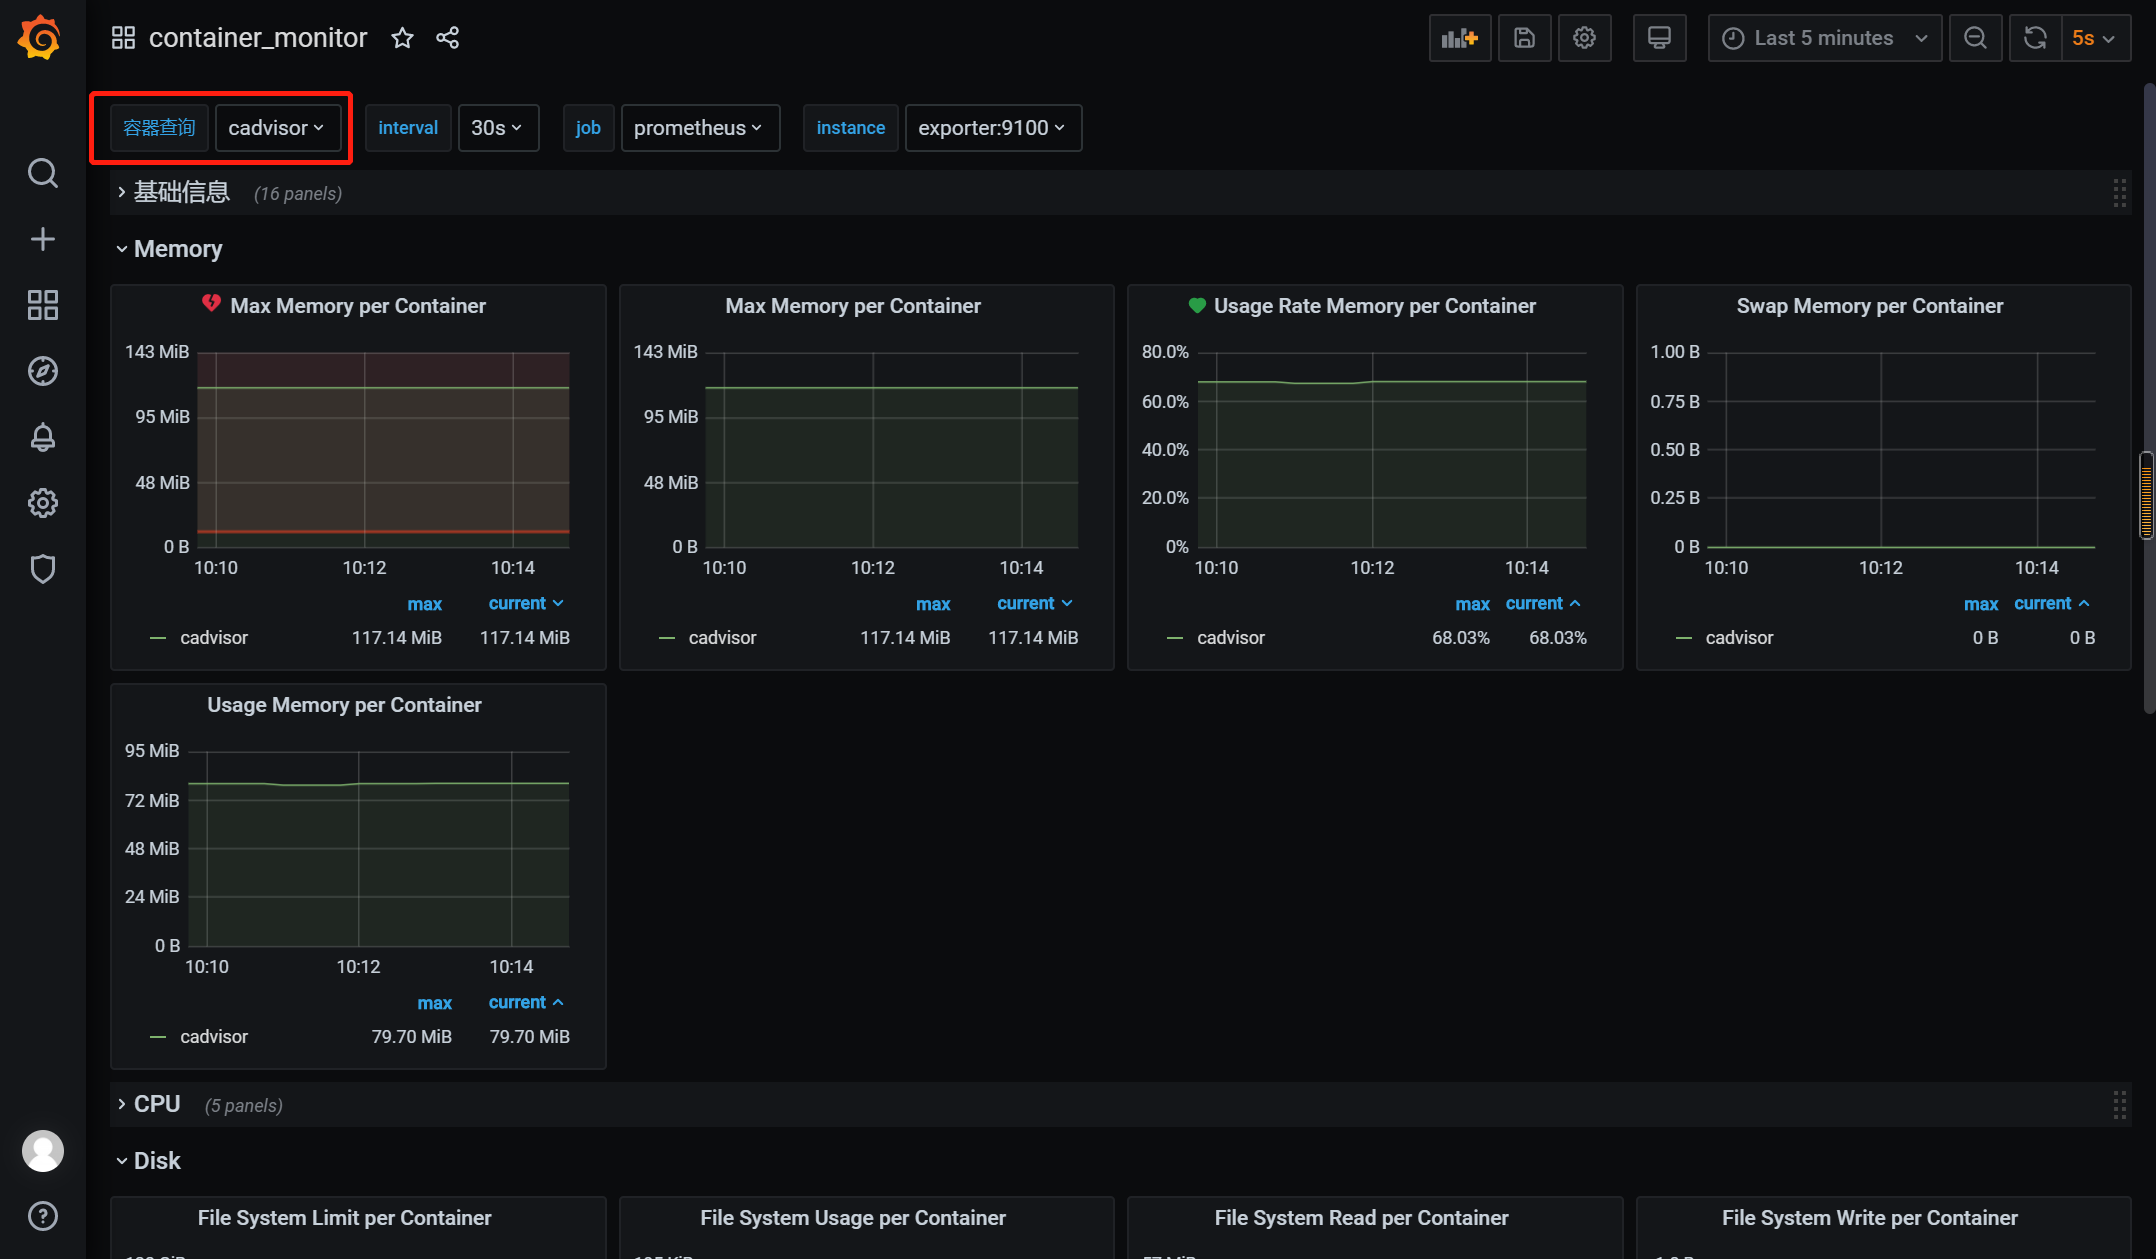 container_monitor
Last 5 minutes
5s
容器查询 cadvisor interval 30s job prometheus instance exporter:9100
基础信息 (16 panels)
Memory
Max Memory per Container
143 MiB
95 MiB
48 MiB
0 B
10:10 10:12 10:14
max current
cadvisor 117.14 MiB 117.14 MiB
Max Memory per Container
143 MiB
95 MiB
48 MiB
0 B
10:10 10:12 10:14
max current
cadvisor 117.14 MiB 117.14 MiB
Usage Rate Memory per Container
80.0%
60.0%
40.0%
20.0%
0%
10:10 10:12 10:14
max current
cadvisor 68.03% 68.03%
Swap Memory per Container
1.00 B
0.75 B
0.50 B
0.25 B
0 B
10:10 10:12 10:14
max current
cadvisor 0 B 0 B
Usage Memory per Container
95 MiB
72 MiB
48 MiB
24 MiB
0 B
10:10 10:12 10:14
max current
cadvisor 79.70 MiB 79.70 MiB
CPU (5 panels)
Disk
File System Limit per Container
File System Usage per Container
File System Read per Container
File System Write per Container